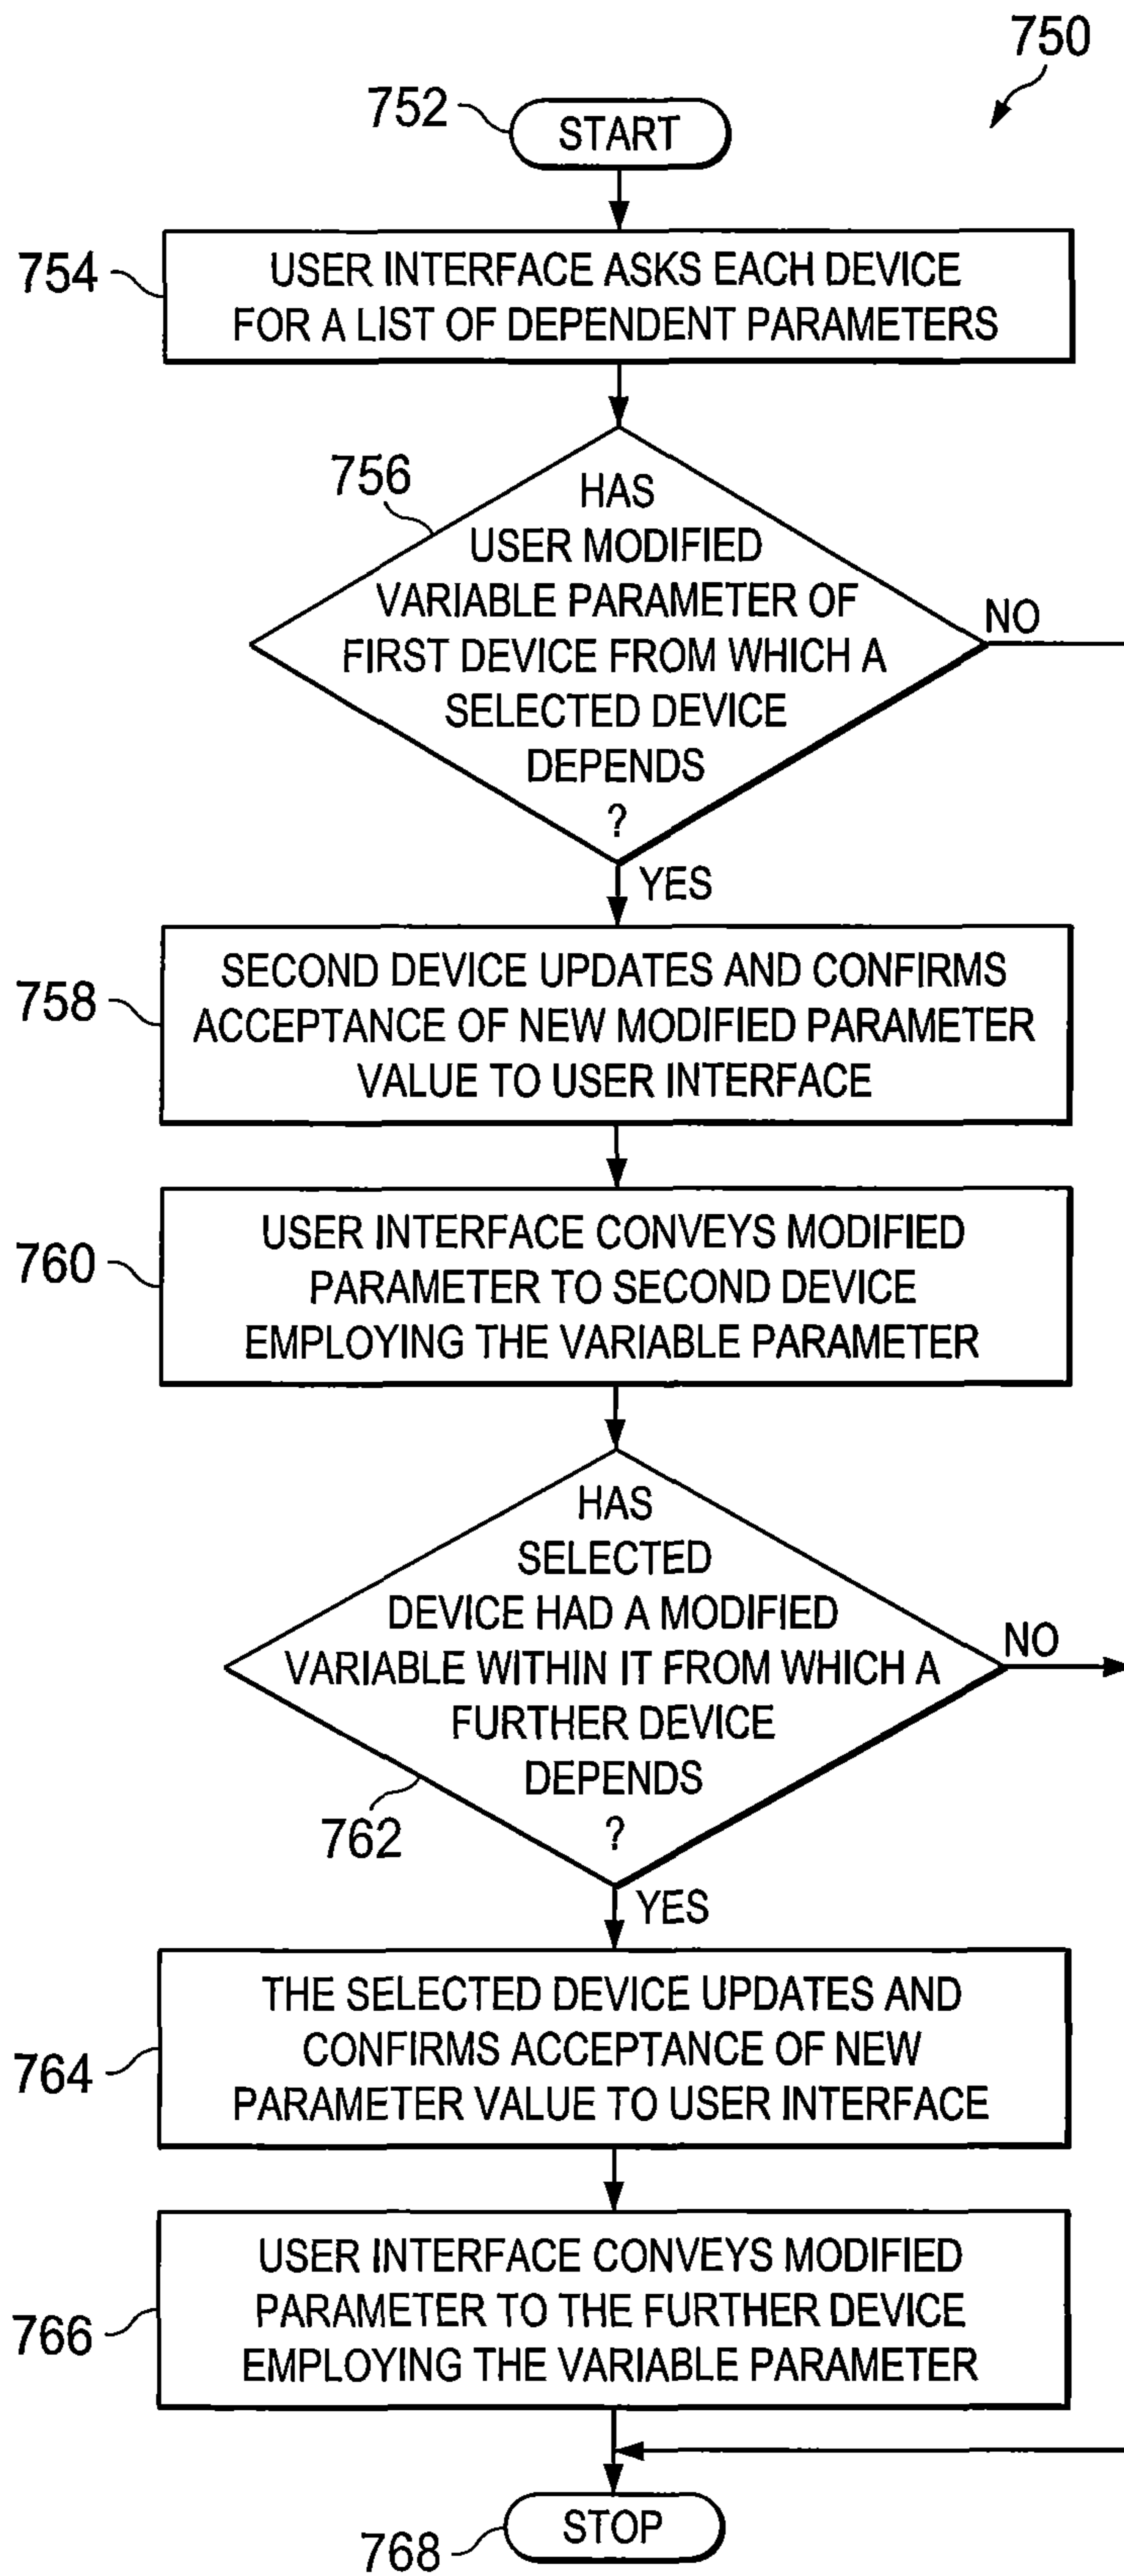 750
752
START
754
USER INTERFACE ASKS EACH DEVICE
FOR A LIST OF DEPENDENT PARAMETERS
756
HAS
USER MODIFIED
VARIABLE PARAMETER OF
FIRST DEVICE FROM WHICH A
SELECTED DEVICE
DEPENDS
?
NO
YES
758
SECOND DEVICE UPDATES AND CONFIRMS
ACCEPTANCE OF NEW MODIFIED PARAMETER
VALUE TO USER INTERFACE
760
USER INTERFACE CONVEYS MODIFIED
PARAMETER TO SECOND DEVICE
EMPLOYING THE VARIABLE PARAMETER
HAS
SELECTED
DEVICE HAD A MODIFIED
VARIABLE WITHIN IT FROM WHICH A
FURTHER DEVICE
DEPENDS
?
NO
762
YES
764
THE SELECTED DEVICE UPDATES AND
CONFIRMS ACCEPTANCE OF NEW
PARAMETER VALUE TO USER INTERFACE
766
USER INTERFACE CONVEYS MODIFIED
PARAMETER TO THE FURTHER DEVICE
EMPLOYING THE VARIABLE PARAMETER
768
STOP